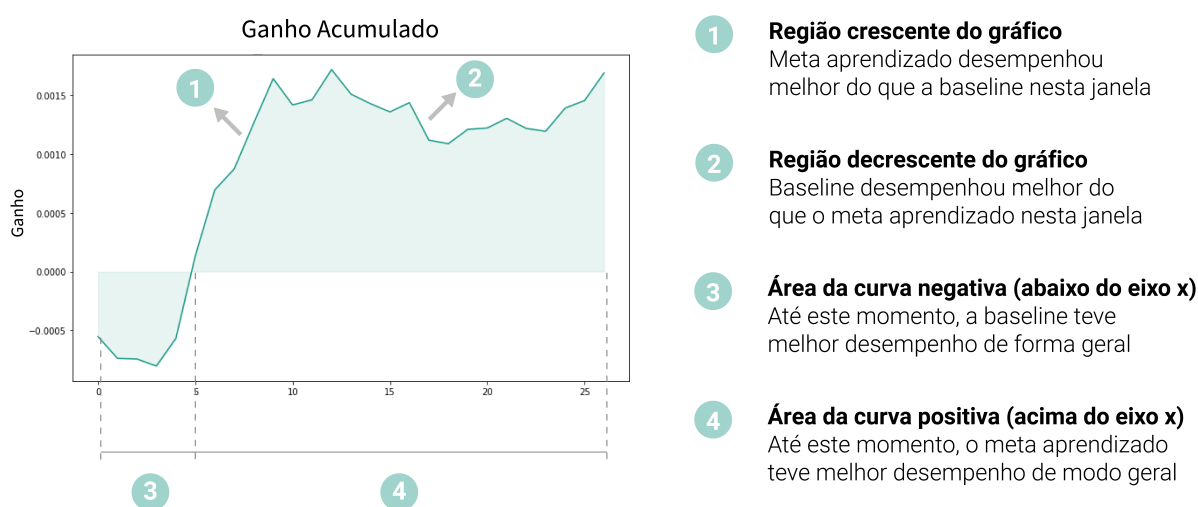 Ganho Acumulado
Ganho
0.0015
0.0010
0.0005
0.0000
−0.0005
0
5
10
15
20
25
1
2
3
4
1
Região crescente do gráfico
Meta aprendizado desempenhou
melhor do que a baseline nesta janela
2
Região decrescente do gráfico
Baseline desempenhou melhor do
que o meta aprendizado nesta janela
3
Área da curva negativa (abaixo do eixo x)
Até este momento, a baseline teve
melhor desempenho de forma geral
4
Área da curva positiva (acima do eixo x)
Até este momento, o meta aprendizado
teve melhor desempenho de modo geral